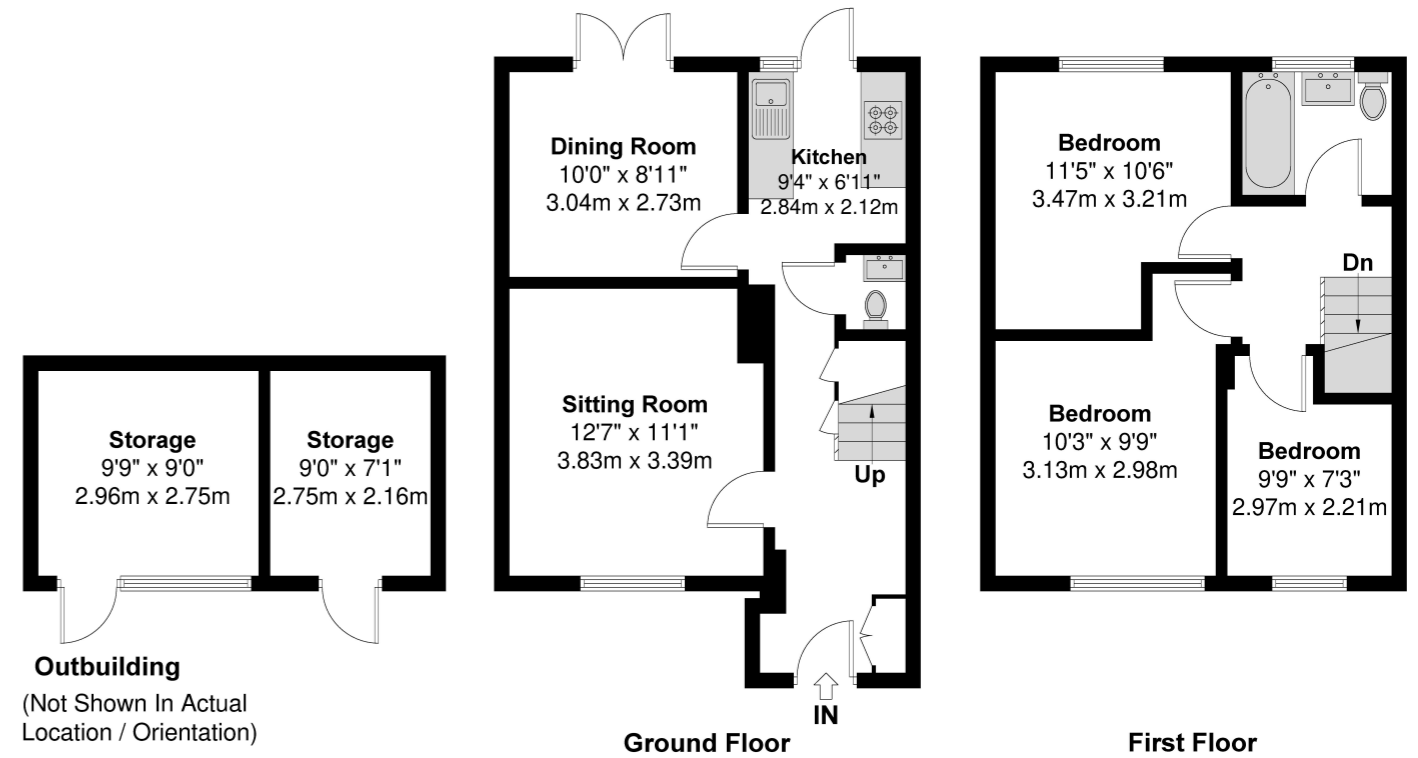 Storage
9'9" x 9'0"
2.96m x 2.75m
Storage
9'0" x 7'1"
2.75m x 2.16m
Outbuilding
(Not Shown In Actual
Location / Orientation)
Dining Room
10'0" x 8'11"
3.04m x 2.73m
Kitchen
9'4" x 6'11"
2.84m x 2.12m
Sitting Room
12'7" x 11'1"
3.83m x 3.39m
Up
IN
Ground Floor
Bedroom
11'5" x 10'6"
3.47m x 3.21m
Dn
Bedroom
10'3" x 9'9"
3.13m x 2.98m
Bedroom
9'9" x 7'3"
2.97m x 2.21m
First Floor